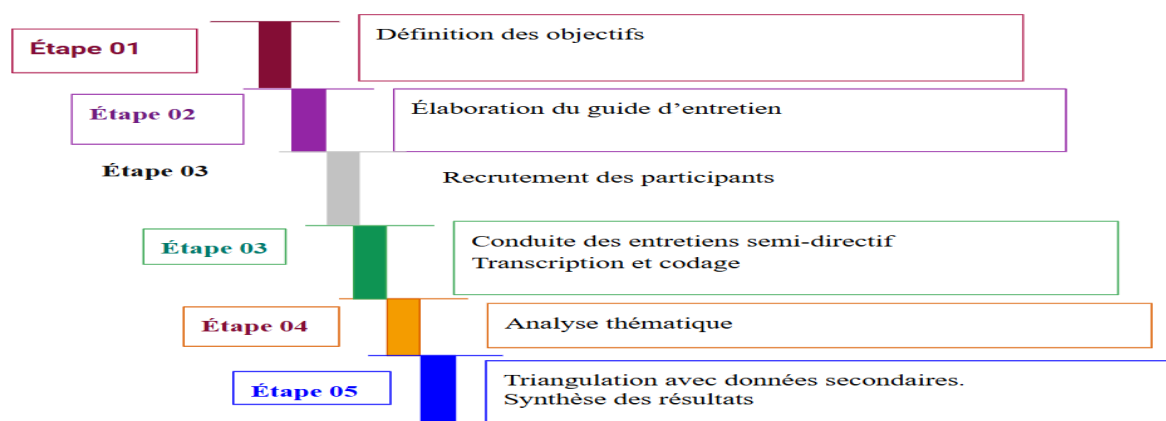 Étape 01
Définition des objectifs
Étape 02
Élaboration du guide d’entretien
Étape 03
Recrutement des participants
Étape 03
Conduite des entretiens semi-directif
Transcription et codage
Étape 04
Analyse thématique
Étape 05
Triangulation avec données secondaires.
Synthèse des résultats